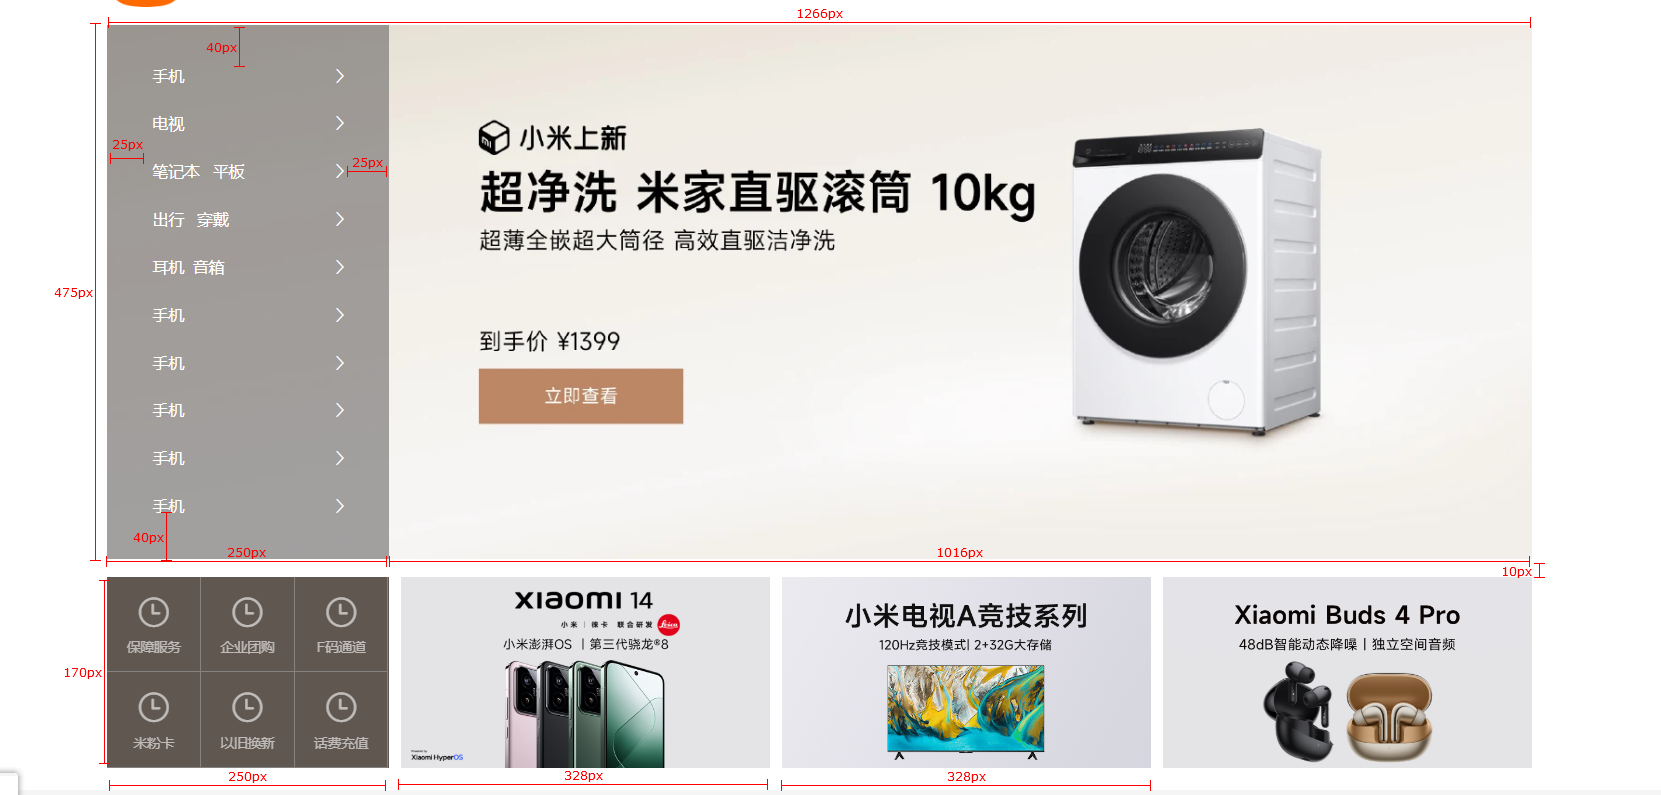 1266px
40px
手机
电视
25px
25px
笔记本 平板
出行 穿戴
耳机 音箱
手机
手机
手机
手机
手机
475px
40px
250px
小米上新
超净洗 米家直驱滚筒 10kg
超薄全嵌超大筒径 高效直驱洁净洗
到手价 ¥1399
立即查看
1016px
10px
170px
保障服务 企业团购 F码通道
米粉卡 以旧换新 话费充值
250px
xiaomi 14
小米 | 徕卡 联合研发 Leica
小米澎湃OS | 第三代骁龙®8
Powered by
Xiaomi HyperOS
328px
小米电视A竞技系列
120Hz竞技模式| 2+32G大存储
328px
Xiaomi Buds 4 Pro
48dB智能动态降噪 | 独立空间音频